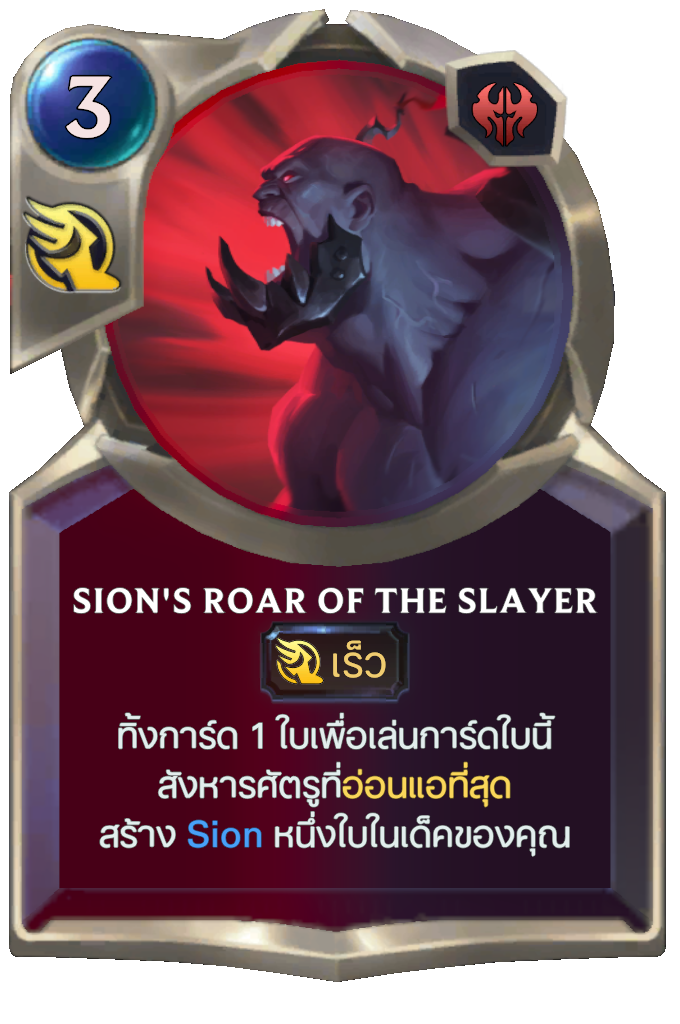 3
SION'S ROAR OF THE SLAYER
เร็ว
ทิ้งการ์ด 1 ใบเพื่อเล่นการ์ดใบนี้
สังหารศัตรูที่อ่อนแอที่สุด
สร้าง Sion หนึ่งใบในเด็คของคุณ